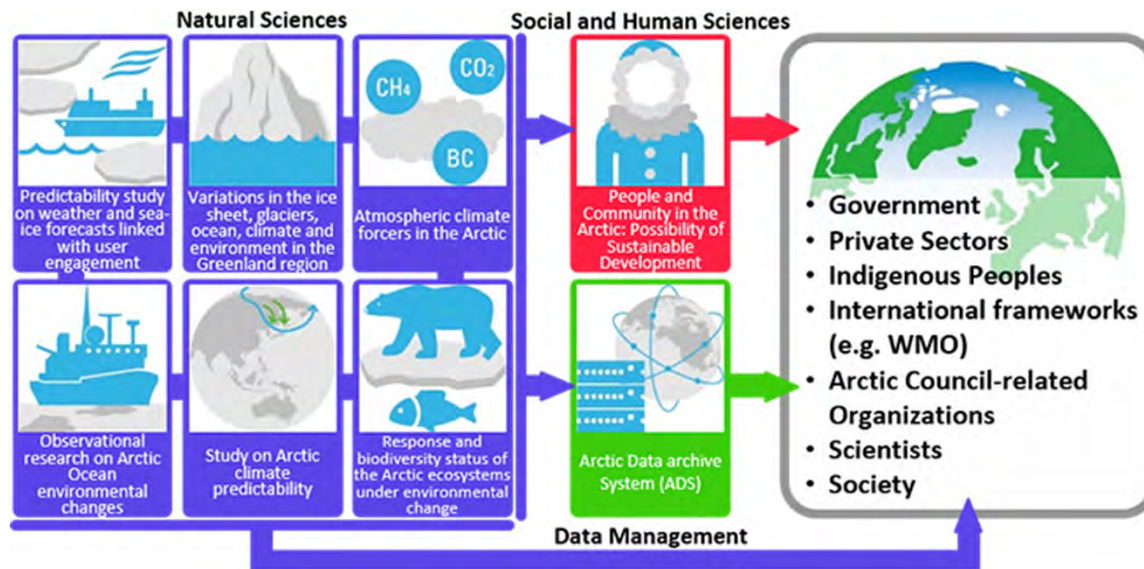 Natural Sciences
Social and Human Sciences
CH4
CO2
BC
Predictability study
on weather and sea-
ice forecasts linked
with user
engagement
Variations in the ice
sheet, glaciers,
ocean, climate and
environment in the
Greenland region
Atmospheric climate
forcers in the Arctic
People and
Community in the
Arctic: Possibility of
Sustainable
Development
Observational
research on Arctic
Ocean
environmental
changes
Study on Arctic
climate
predictability
Response and
biodiversity status of
the Arctic ecosystems
under environmental
change
Arctic Data archive
System (ADS)
• Government
• Private Sectors
• Indigenous Peoples
• International frameworks
(e.g. WMO)
• Arctic Council-related
Organizations
• Scientists
• Society
Data Management